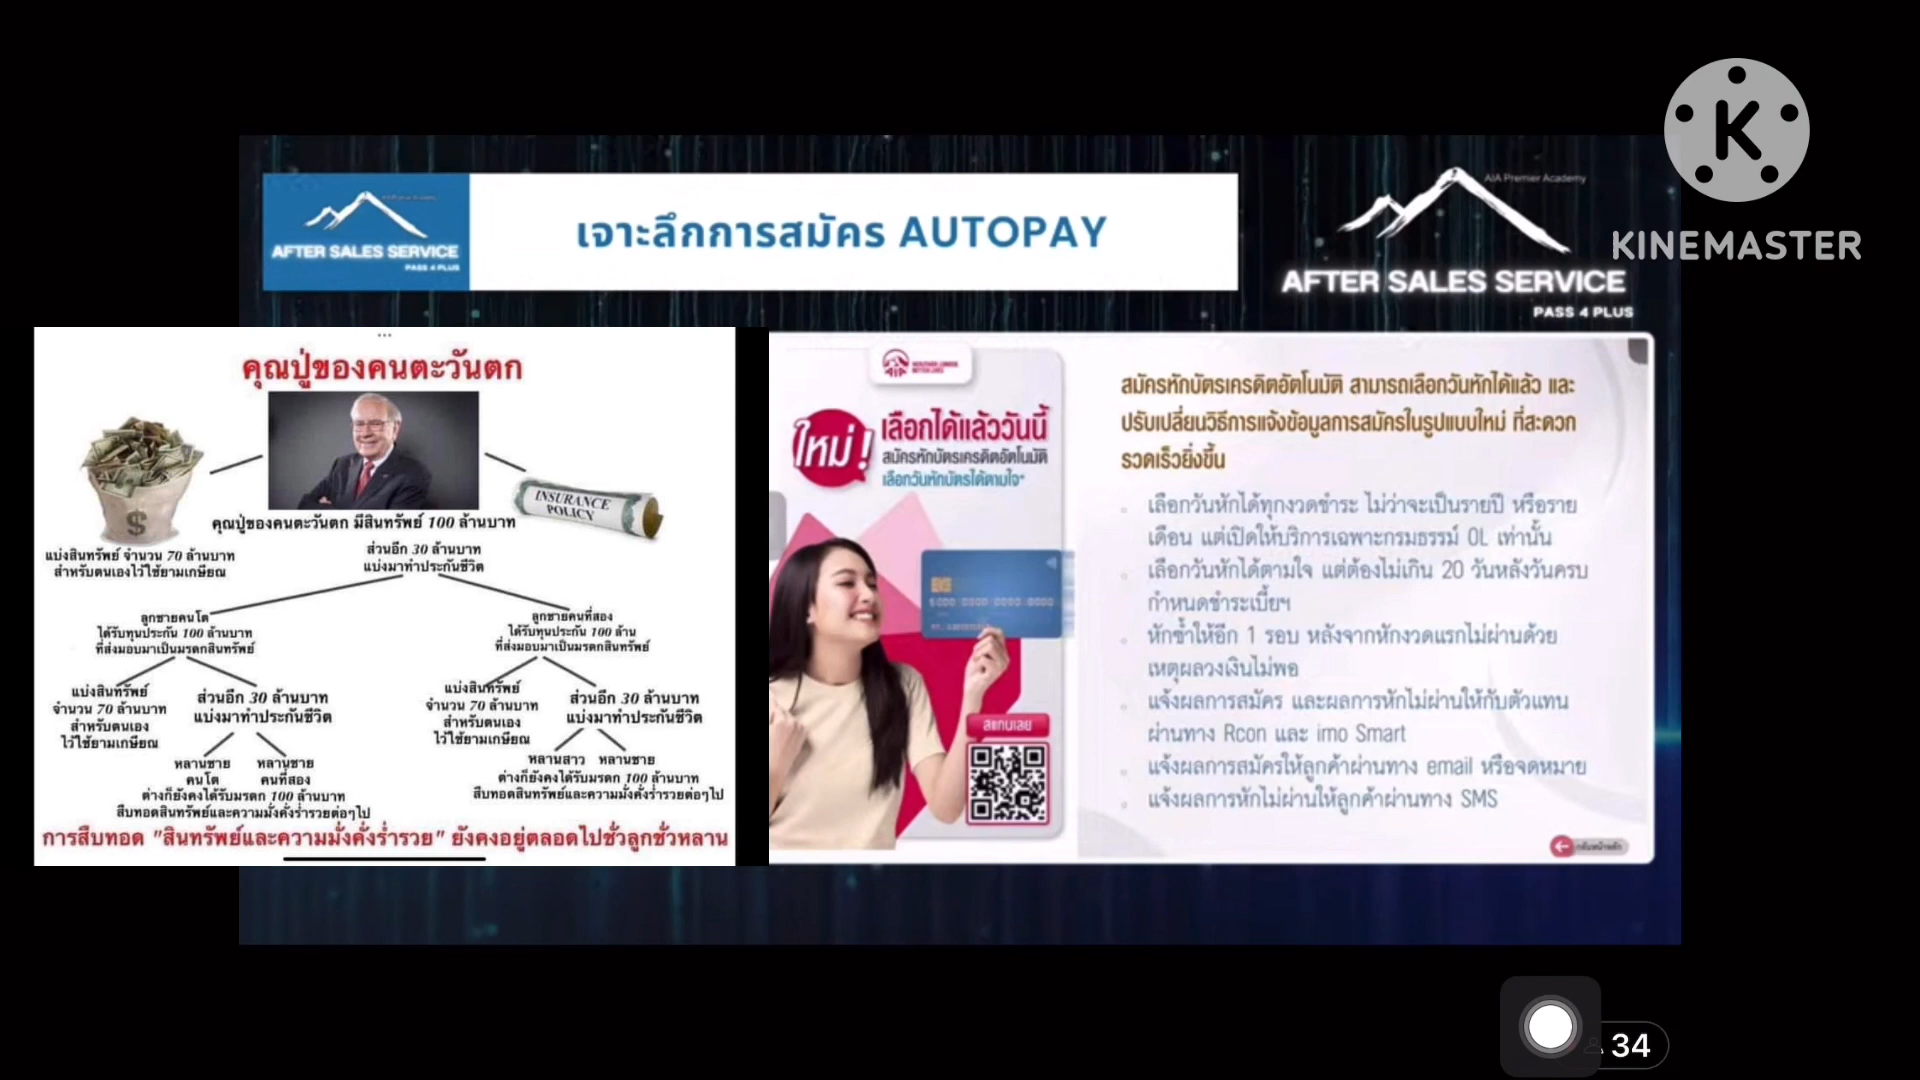 KINEMASTER
AIA Premier Academy
AFTER SALES SERVICE
PASS 4 PLUS
เจาะลึกการสมัคร AUTOPAY
AFTER SALES SERVICE
PASS 4 PLUS
คุณปู่ของคนตะวันตก
$
INSURANCE
POLICY
คุณปู่ของคนตะวันตก มีสินทรัพย์ 100 ล้านบาท
แบ่งสินทรัพย์ จำนวน 70 ล้านบาท
สำหรับตนเองไว้ใช้ยามเกษียณ
ส่วนอีก 30 ล้านบาท
แบ่งมาทำประกันชีวิต
ลูกชายคนโต
ได้รับทุนประกัน 100 ล้านบาท
ที่ส่งมอบมาเป็นมรดกสินทรัพย์
ลูกชายคนที่สอง
ได้รับทุนประกัน 100 ล้าน
ที่ส่งมอบมาเป็นมรดกสินทรัพย์
แบ่งสินทรัพย์
จำนวน 70 ล้านบาท
สำหรับตนเอง
ไว้ใช้ยามเกษียณ
ส่วนอีก 30 ล้านบาท
แบ่งมาทำประกันชีวิต
แบ่งสินทรัพย์
จำนวน 70 ล้านบาท
สำหรับตนเอง
ไว้ใช้ยามเกษียณ
ส่วนอีก 30 ล้านบาท
แบ่งมาทำประกันชีวิต
หลานชาย หลานชาย
คนโต คนที่สอง
ต่างก็ยังคงได้รับมรดก 100 ล้านบาท
สืบทอดสินทรัพย์และความมั่งคั่งร่ำรวยต่อๆไป
หลานสาว หลานชาย
ต่างก็ยังคงได้รับมรดก 100 ล้านบาท
สืบทอดสินทรัพย์และความมั่งคั่งร่ำรวยต่อๆไป
การสืบทอด "สินทรัพย์และความมั่งคั่งร่ำรวย" ยังคงอยู่ตลอดไปชั่วลูกชั่วหลาน
AIA
HEALTHIER, LONGER,
BETTER LIVES
ใหม่!
เลือกได้แล้ววันนี้
สมัครหักบัตรเครดิตอัตโนมัติ
เลือกวันหักบัตรได้ตามใจ*
สแกนเลย
สมัครหักบัตรเครดิตอัตโนมัติ สามารถเลือกวันหักได้แล้ว และ
ปรับเปลี่ยนวิธีการแจ้งข้อมูลการสมัครในรูปแบบใหม่ ที่สะดวก
รวดเร็วยิ่งขึ้น
เลือกวันหักได้ทุกงวดชำระ ไม่ว่าจะเป็นรายปี หรือราย
เดือน แต่เปิดให้บริการเฉพาะกรมธรรม์ OL เท่านั้น
เลือกวันหักได้ตามใจ แต่ต้องไม่เกิน 20 วันหลังวันครบ
กำหนดชำระเบี้ยฯ
หักซ้ำให้อีก 1 รอบ หลังจากหักงวดแรกไม่ผ่านด้วย
เหตุผลวงเงินไม่พอ
แจ้งผลการสมัคร และผลการหักไม่ผ่านให้กับตัวแทน
ผ่านทาง Rcon และ imo Smart
แจ้งผลการสมัครให้ลูกค้าผ่านทาง email หรือจดหมาย
แจ้งผลการหักไม่ผ่านให้ลูกค้าผ่านทาง SMS
กลับหน้าหลัก
34